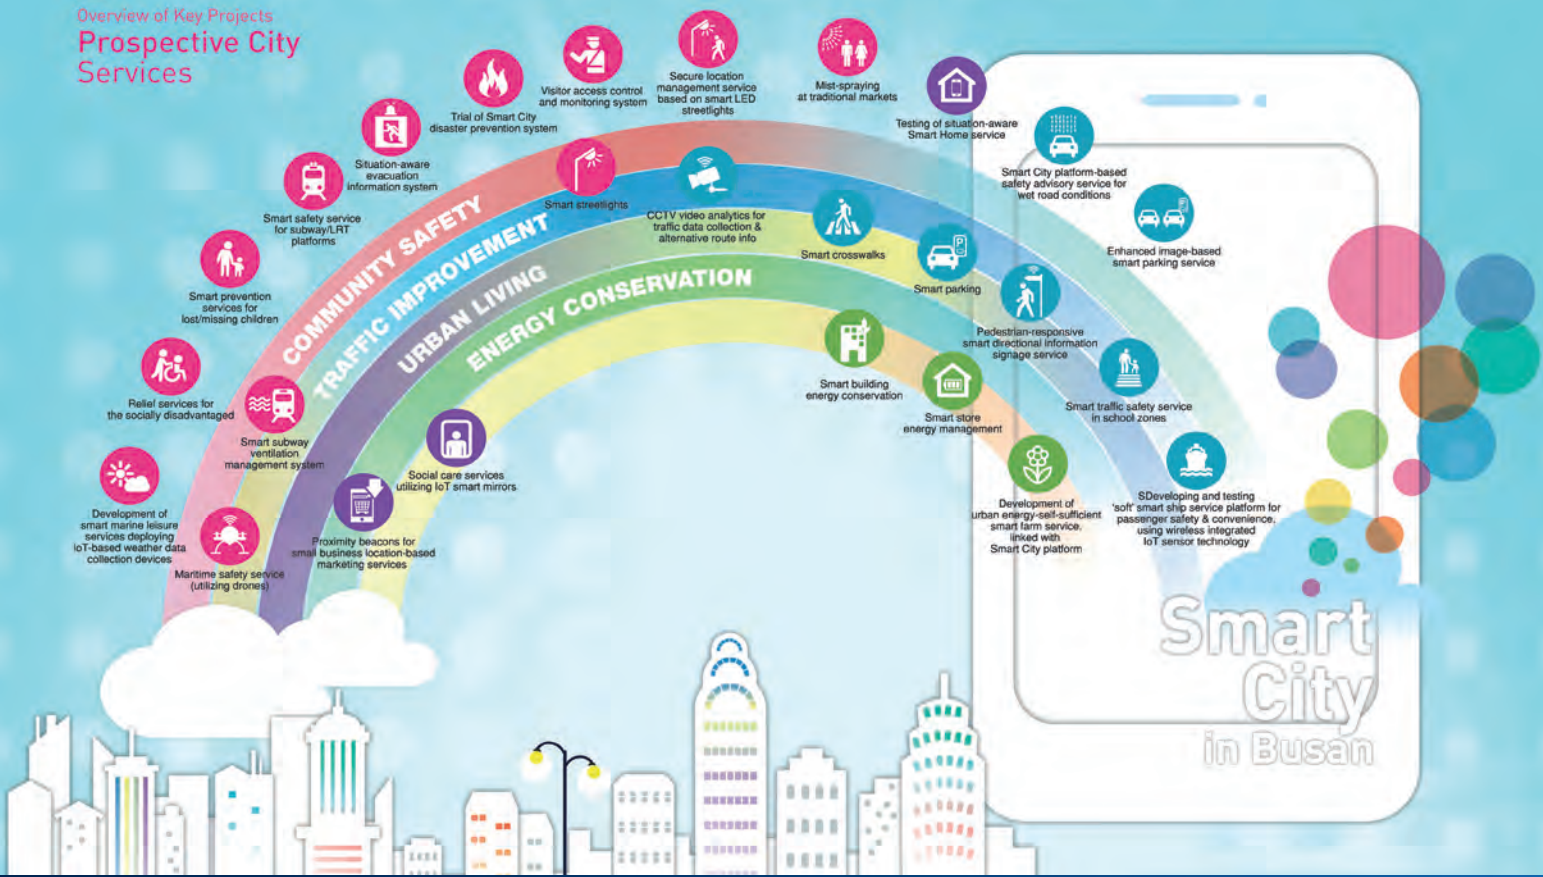 Overview of Key Projects
Prospective City
Services
COMMUNITY SAFETY
TRAFFIC IMPROVEMENT
URBAN LIVING
ENERGY CONSERVATION
Development of
smart marine leisure
services deploying
IoT-based weather data
collection devices
Maritime safety service
(utilizing drones)
Relief services for
the socially disadvantaged
Smart subway
ventilation
management system
Smart prevention
services for
lost/missing children
Smart safety service
for subway/LRT
platforms
Situation-aware
evacuation
information system
Trial of Smart City
disaster prevention system
Visitor access control
and monitoring system
Smart streetlights
Secure location
management service
based on smart LED
streetlights
Mist-spraying
at traditional markets
Testing of situation-aware
Smart Home service
Proximity beacons for
small business location-based
marketing services
Social care services
utilizing IoT smart mirrors
CCTV video analytics for
traffic data collection &
alternative route info
Smart crosswalks
P
Smart parking
Smart City platform-based
safety advisory service for
wet road conditions
Enhanced image-based
smart parking service
Pedestrian-responsive
smart directional information
signage service
Smart traffic safety service
in school zones
SDeveloping and testing
'soft' smart ship service platform for
passenger safety & convenience,
using wireless integrated
IoT sensor technology
Smart building
energy conservation
Smart store
energy management
Development of
urban energy-self-sufficient
smart farm service,
linked with
Smart City platform
Smart
City
in Busan